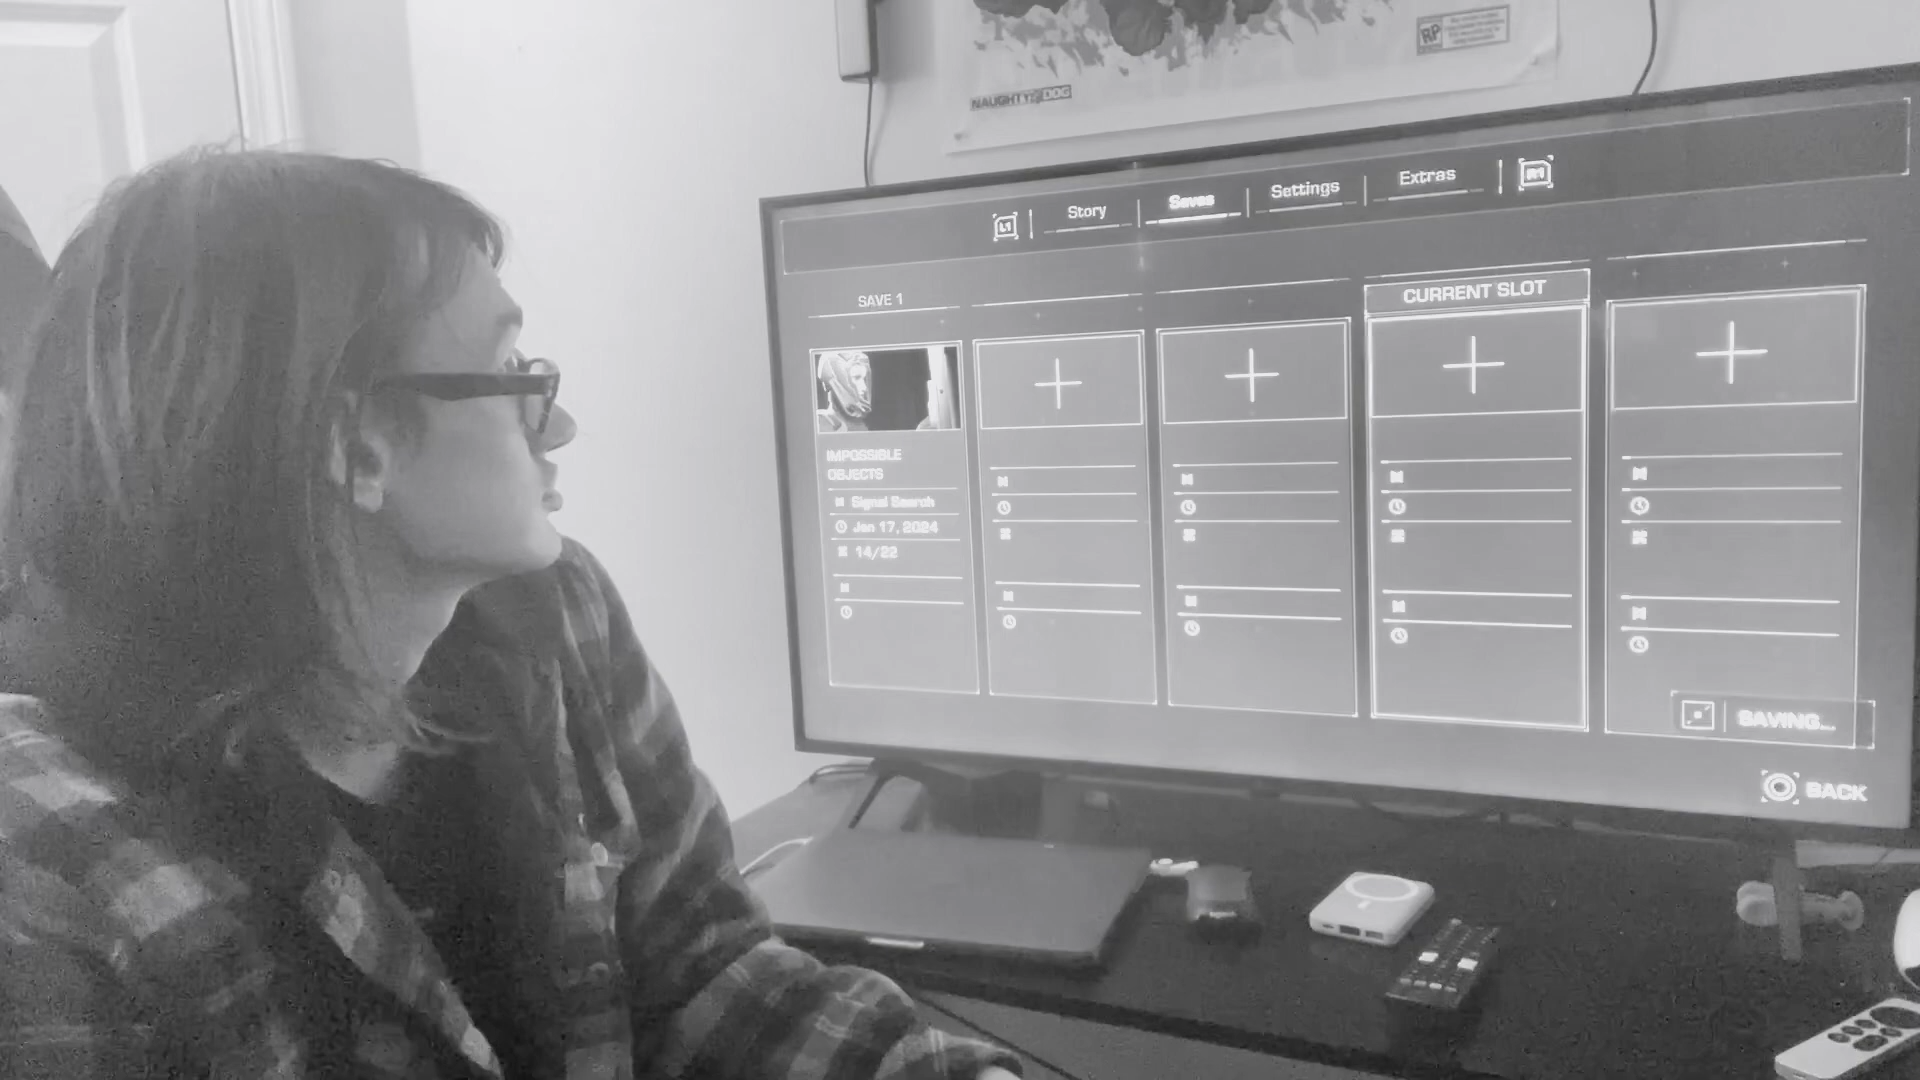 RP
NAUGHTY DOG
L1
Story
Saves
Settings
Extras
R1
SAVE 1
CURRENT SLOT
IMPOSSIBLE
OBJECTS
Signal Search
Jan 17, 2024
14/22
SAVING...
BACK